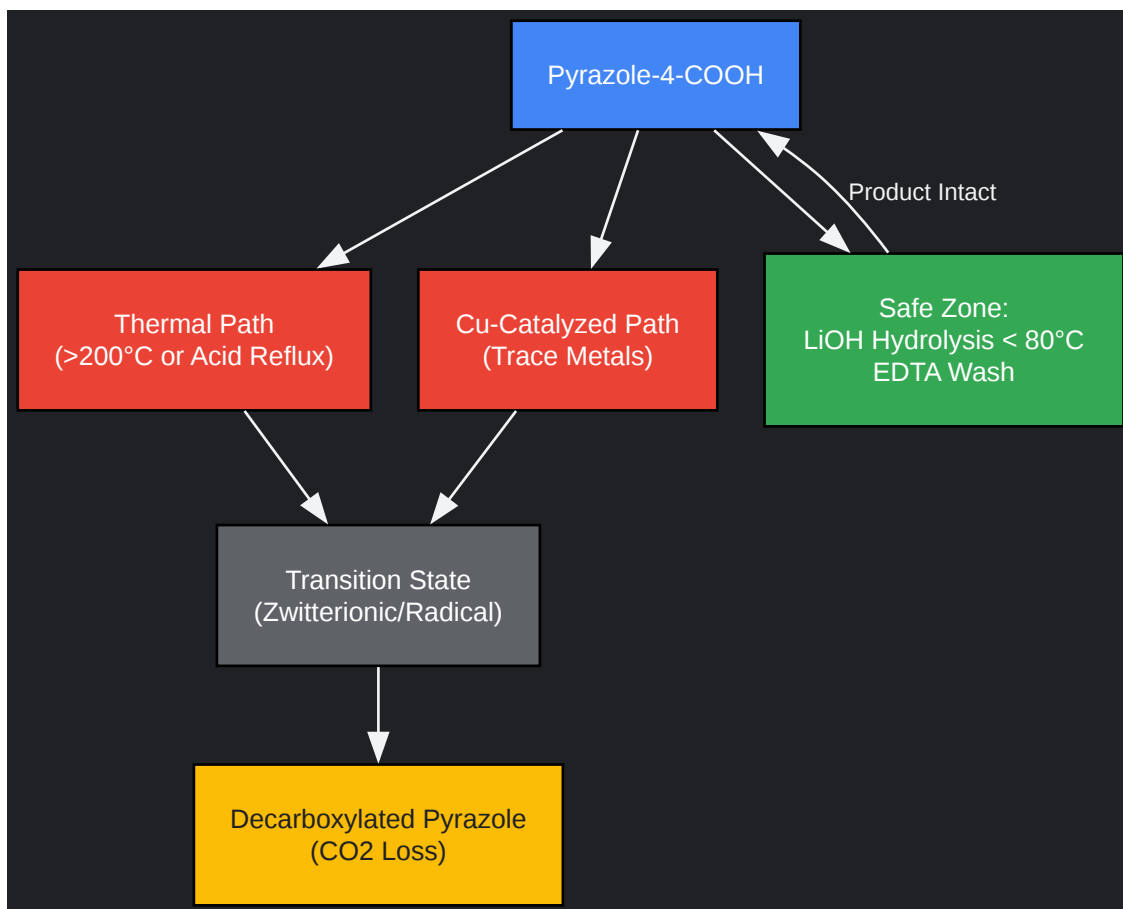 Pyrazole-4-COOH
Product Intact
Thermal Path
(>200°C or Acid Reflux)
Cu-Catalyzed Path
(Trace Metals)
Safe Zone:
LiOH Hydrolysis < 80°C
EDTA Wash
Transition State
(Zwitterionic/Radical)
Decarboxylated Pyrazole
(CO2 Loss)